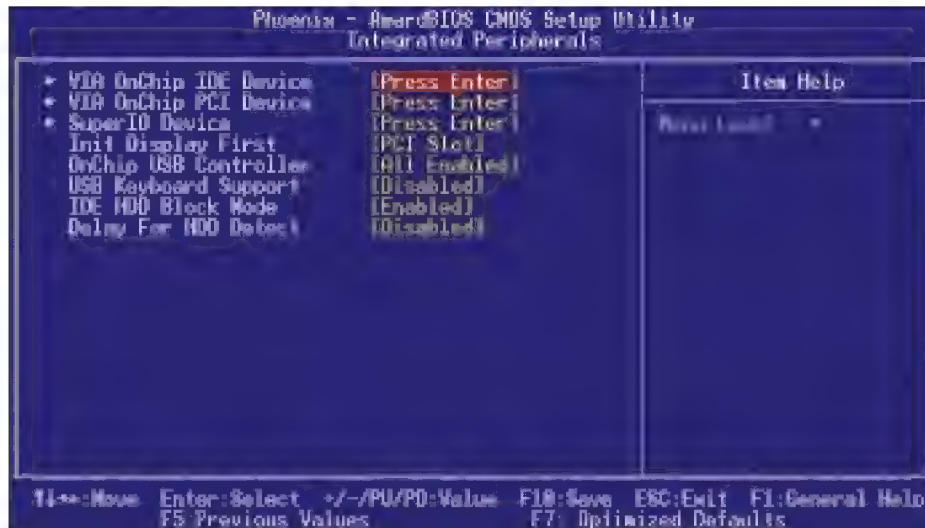 Phoenix - AwardBIOS CMOS Setup Utility
Integrated Peripherals
VIA OnChip IDE Device [Press Enter]
VIA OnChip PCI Device [Press Enter]
SuperIO Device [Press Enter]
Init Display First [PCI Slot]
OnChip USB Controller [All Enabled]
USB Keyboard Support [Disabled]
IDE HDD Block Mode [Enabled]
Delay For HDD Detect [Disabled]
Item Help
Menu Level
:Move Enter:Select +/-/PU/PD:Value F10:Save ESC:Exit F1:General Help
F5:Previous Values F7: Optimized Defaults